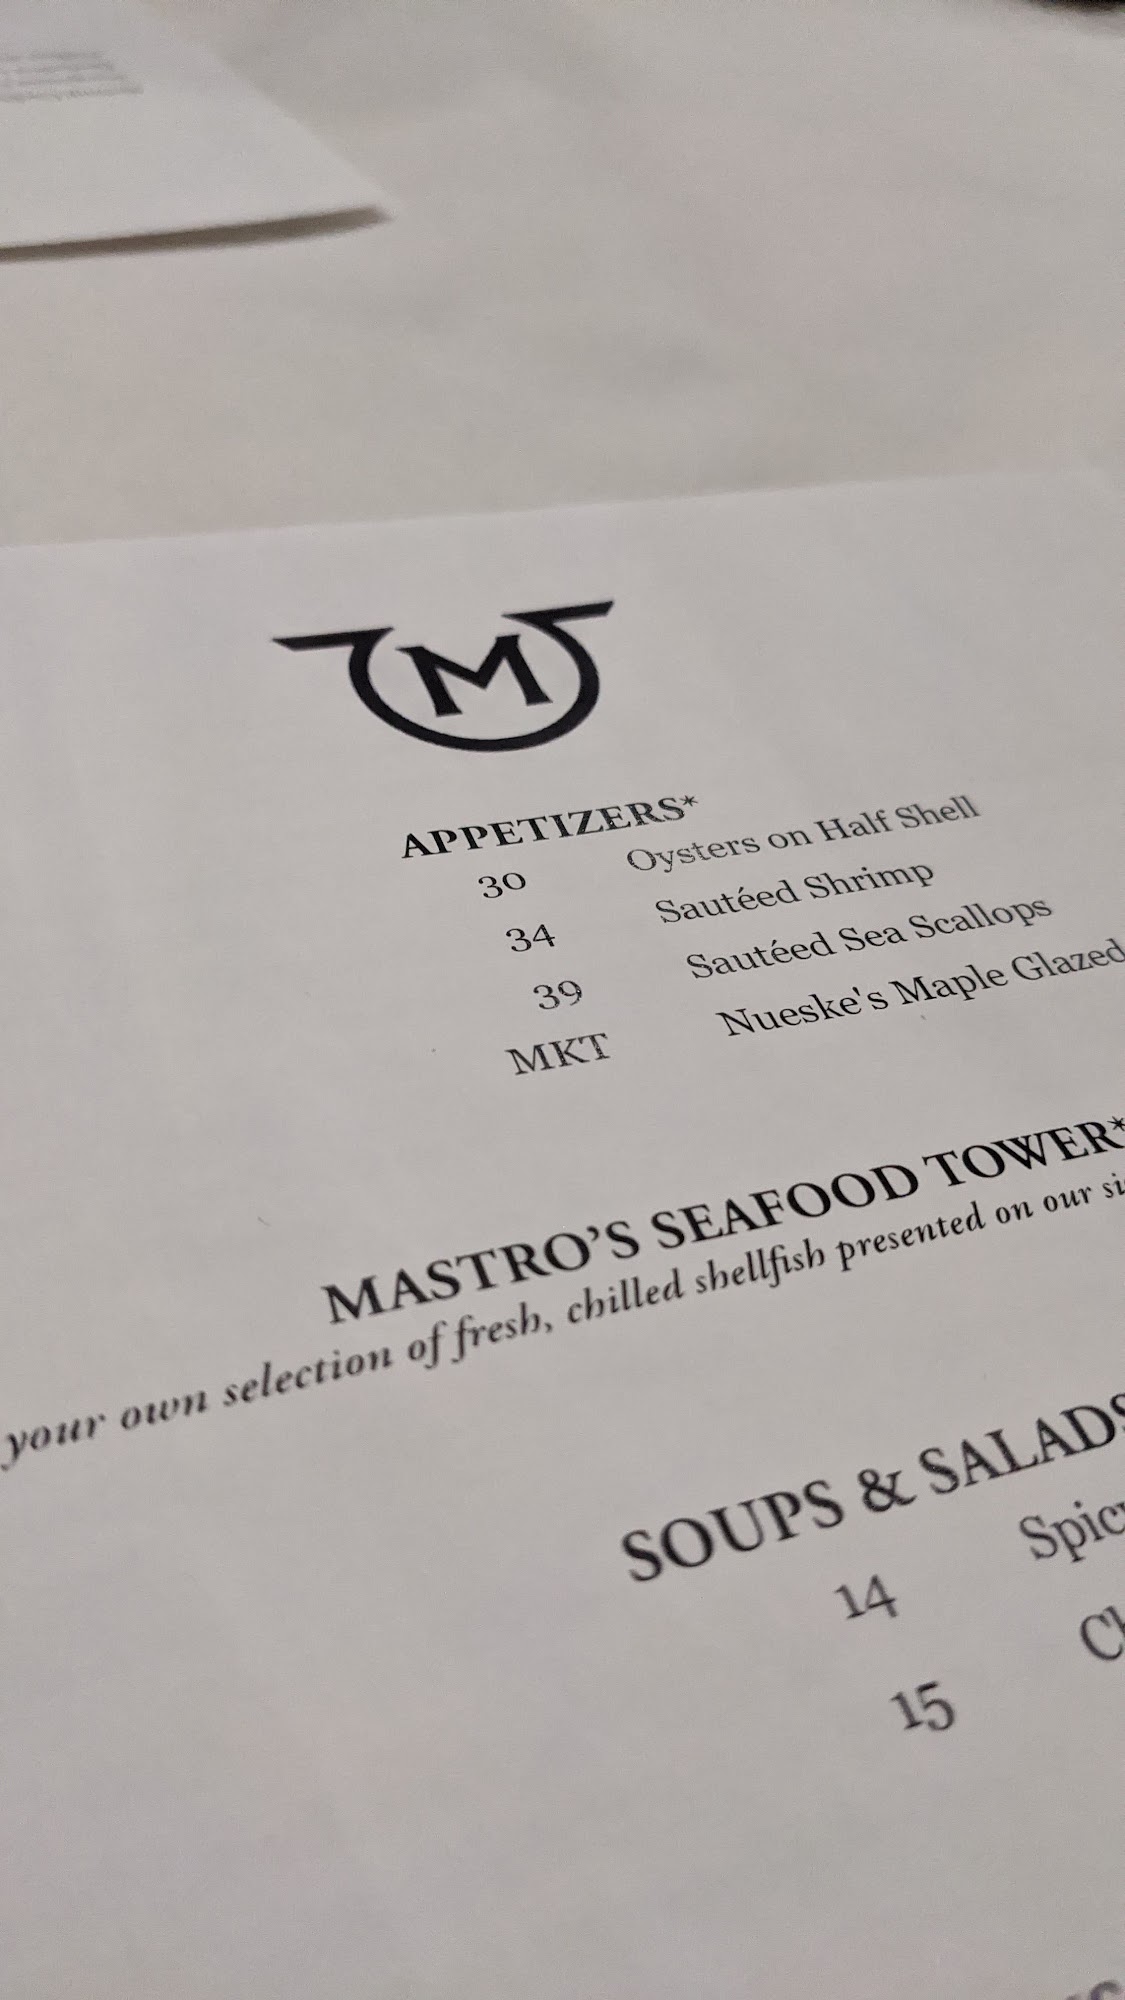 M
APPETIZERS*
30 Oysters on Half Shell
34 Sautéed Shrimp
39 Sautéed Sea Scallops
MKT Nueske's Maple Glazed
MASTRO'S SEAFOOD TOWER*
your own selection of fresh, chilled shellfish presented on our
SOUPS & SALADS
14
15